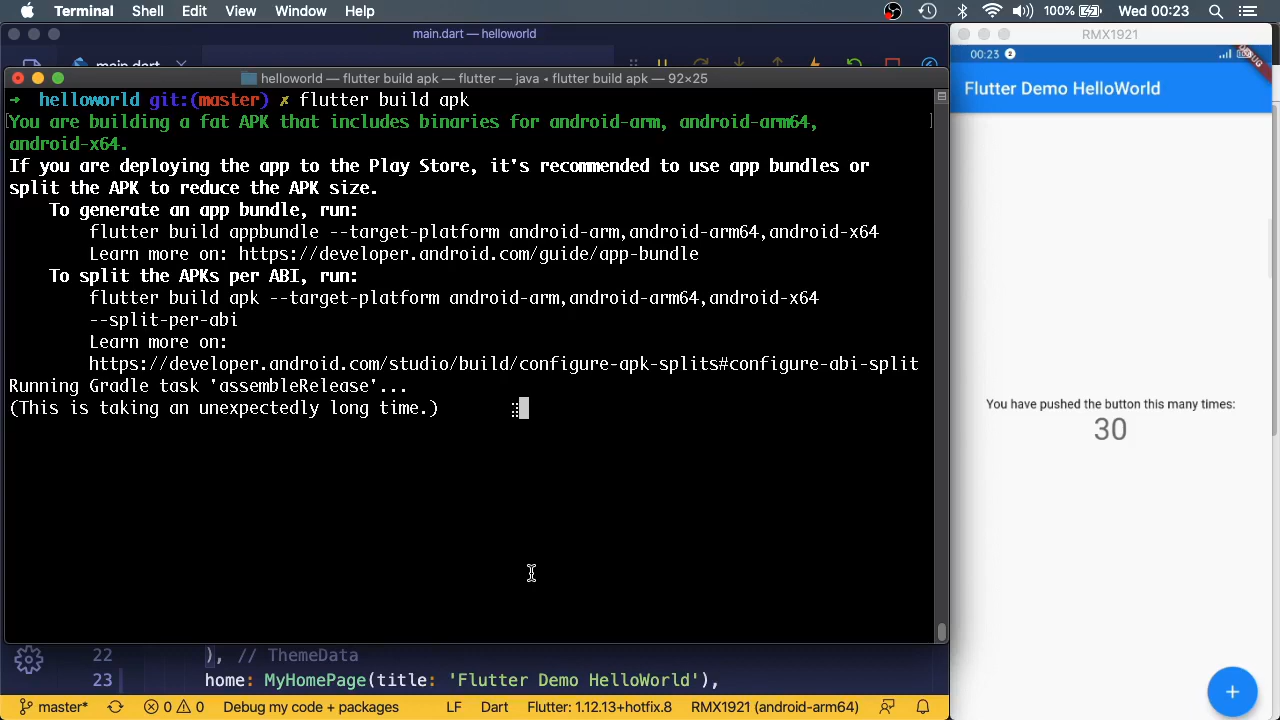 Terminal Shell Edit View Window Help 100% Wed 00:23
main.dart — helloworld
main.dart
helloworld — flutter build apk — flutter — java • flutter build apk — 92×25
➜ helloworld git:(master) ✗ flutter build apk
You are building a fat APK that includes binaries for android-arm, android-arm64,
android-x64.
If you are deploying the app to the Play Store, it's recommended to use app bundles or
split the APK to reduce the APK size.
To generate an app bundle, run:
flutter build appbundle --target-platform android-arm,android-arm64,android-x64
Learn more on: https://developer.android.com/guide/app-bundle
To split the APKs per ABI, run:
flutter build apk --target-platform android-arm,android-arm64,android-x64
--split-per-abi
Learn more on:
https://developer.android.com/studio/build/configure-apk-splits#configure-abi-split
Running Gradle task 'assembleRelease'...
(This is taking an unexpectedly long time.)
22 ), // ThemeData
23 home: MyHomePage(title: 'Flutter Demo HelloWorld'),
master* 0 0 Debug my code + packages LF Dart Flutter: 1.12.13+hotfix.8 RMX1921 (android-arm64)
RMX1921
00:23 2
DEBUG
Flutter Demo HelloWorld
You have pushed the button this many times:
30
+